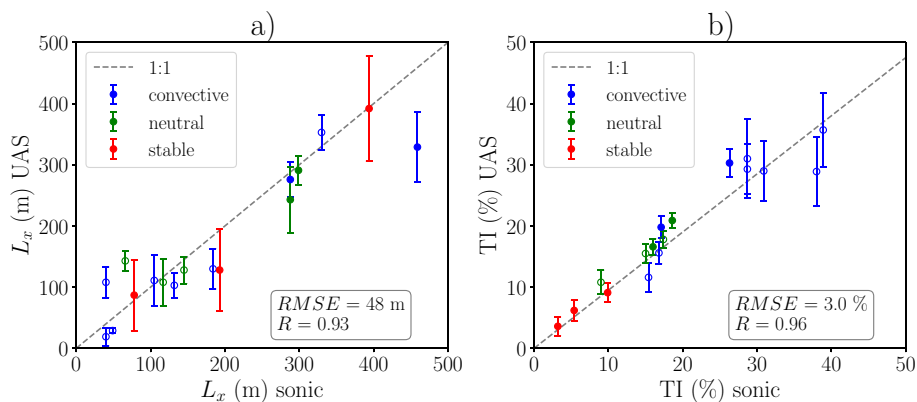 a)
b)
500
400
300
200
100
0
L_x (m) UAS
1:1
convective
neutral
stable
RMSE = 48 m
R = 0.93
0 100 200 300 400 500
L_x (m) sonic
50
40
30
20
10
0
TI (%) UAS
1:1
convective
neutral
stable
RMSE = 3.0 %
R = 0.96
0 10 20 30 40 50
TI (%) sonic